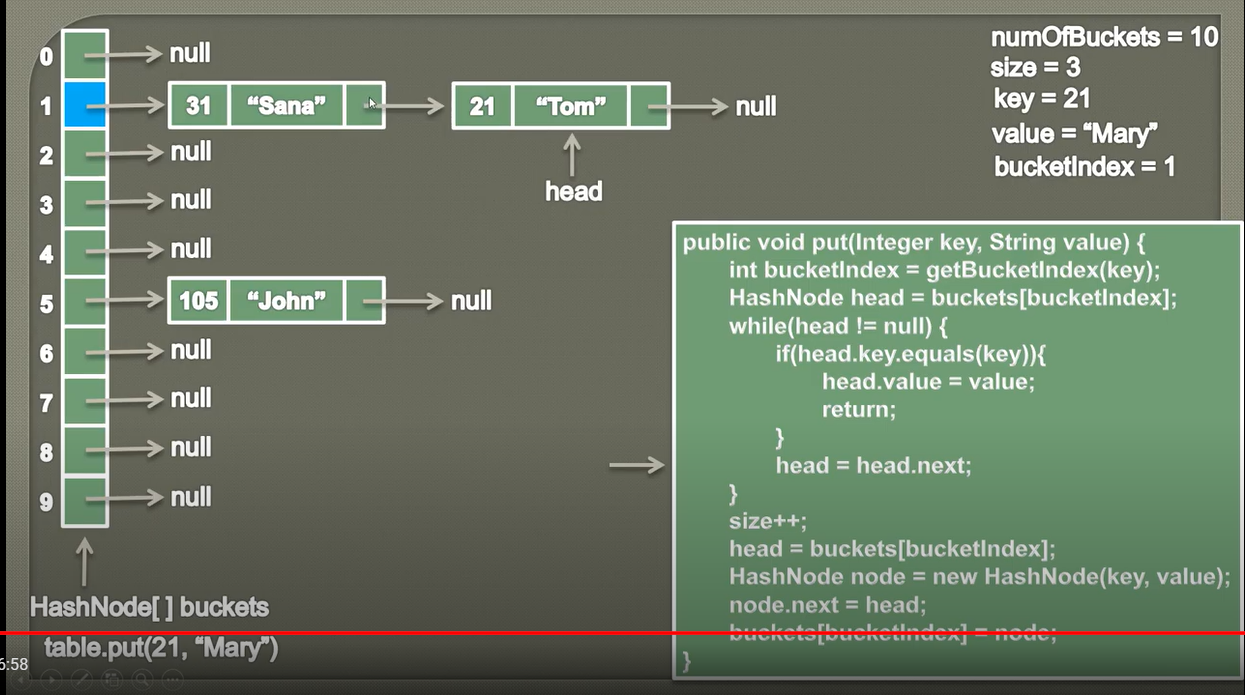 0 null
1 31 “Sana” 21 “Tom” null
2 null
head
3 null
4 null
5 105 “John” null
6 null
7 null
8 null
9 null
HashNode[ ] buckets
table.put(21, “Mary”)
6:58
numOfBuckets = 10
size = 3
key = 21
value = “Mary”
bucketIndex = 1
public void put(Integer key, String value) {
int bucketIndex = getBucketIndex(key);
HashNode head = buckets[bucketIndex];
while(head != null) {
if(head.key.equals(key)){
head.value = value;
return;
}
head = head.next;
}
size++;
head = buckets[bucketIndex];
HashNode node = new HashNode(key, value);
node.next = head;
buckets[bucketIndex] = node;
}